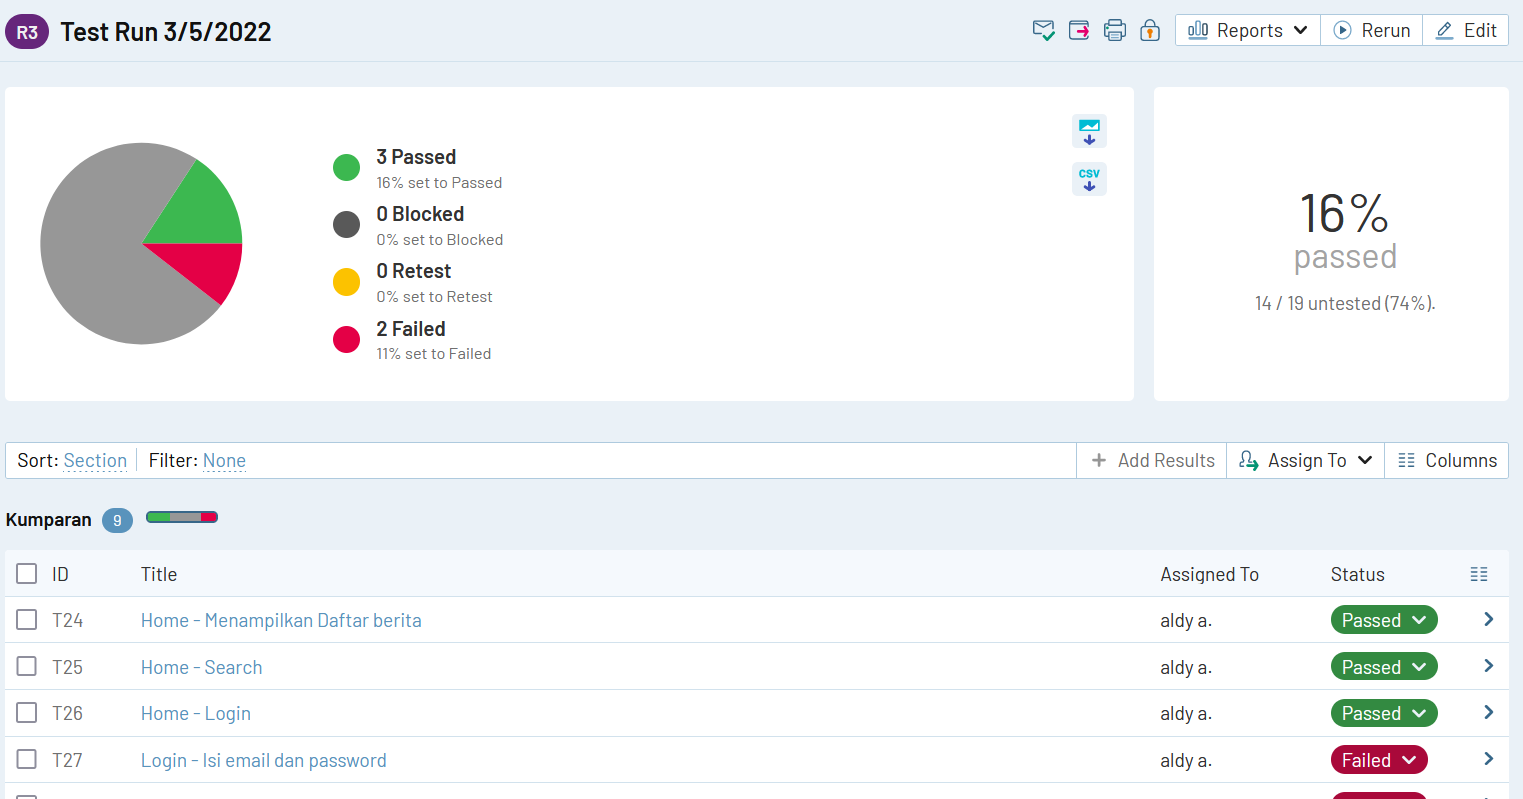 R3 Test Run 3/5/2022 Reports Rerun Edit
3 Passed
16% set to Passed
0 Blocked
0% set to Blocked
0 Retest
0% set to Retest
2 Failed
11% set to Failed
CSV
16%
passed
14 / 19 untested (74%).
Sort: Section Filter: None + Add Results Assign To Columns
Kumparan 9
ID Title Assigned To Status
T24 Home - Menampilkan Daftar berita aldy a. Passed
T25 Home - Search aldy a. Passed
T26 Home - Login aldy a. Passed
T27 Login - Isi email dan password aldy a. Failed